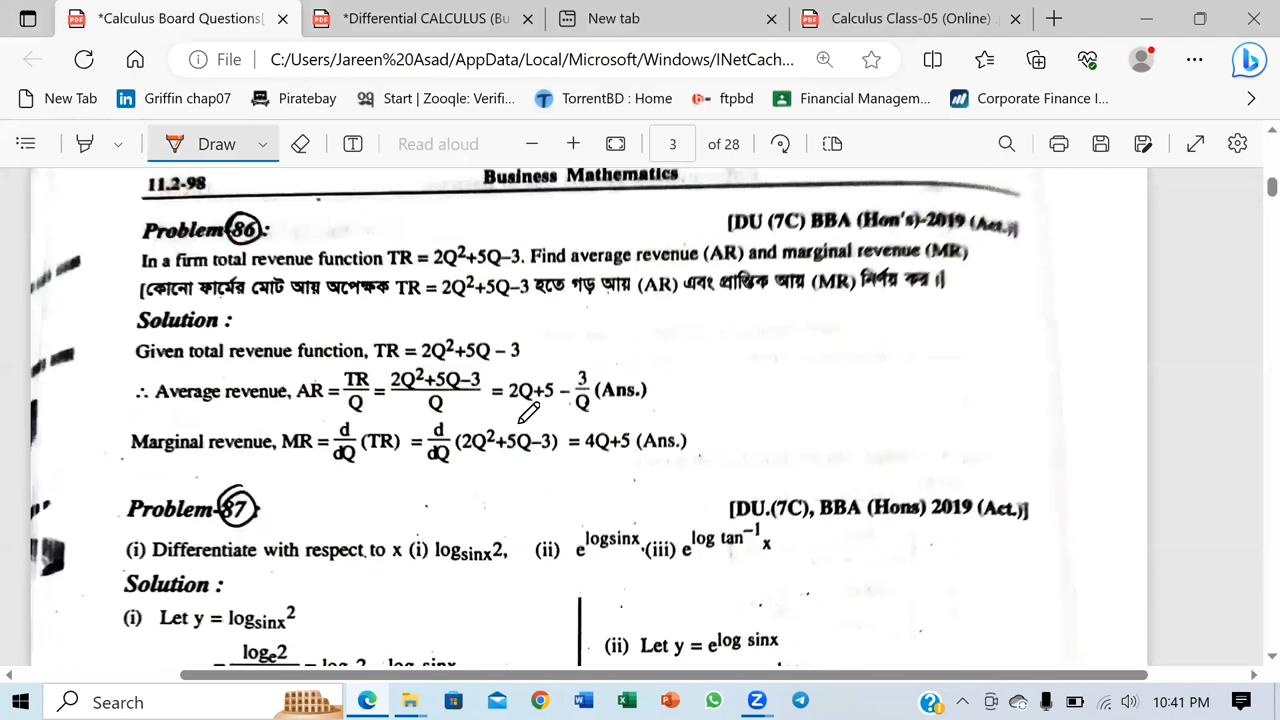 *Calculus Board Questions[
*Differential CALCULUS (Bu
New tab
Calculus Class-05 (Online)
File
C:/Users/Jareen%20Asad/AppData/Local/Microsoft/Windows/INetCach...
New Tab
Griffin chap07
Piratebay
Start | Zooqle: Verifi...
TorrentBD : Home
ftpbd
Financial Managem...
Corporate Finance I...
Draw
Read aloud
3 of 28
11.2-98 Business Mathematics
Problem-86: [DU (7C) BBA (Hon's)-2019 (Act.)]
In a firm total revenue function TR = 2Q²+5Q–3. Find average revenue (AR) and marginal revenue (MR)
[কোনো ফার্মের মোট আয় অপেক্ষক TR = 2Q²+5Q–3 হতে গড় আয় (AR) এবং প্রান্তিক আয় (MR) নির্ণয় কর।]
Solution :
Given total revenue function, TR = 2Q²+5Q – 3
∴ Average revenue, AR = TR/Q = (2Q²+5Q–3)/Q = 2Q+5 – 3/Q (Ans.)
Marginal revenue, MR = d/dQ (TR) = d/dQ (2Q²+5Q–3) = 4Q+5 (Ans.)
Problem-87: [DU.(7C), BBA (Hons) 2019 (Act.)]
(i) Differentiate with respect to x (i) log_sinx 2, (ii) e^logsinx, (iii) e^log tan⁻¹x
Solution :
(i) Let y = log_sinx 2
(ii) Let y = e^log sinx
logₑ2
Search
10:41 PM